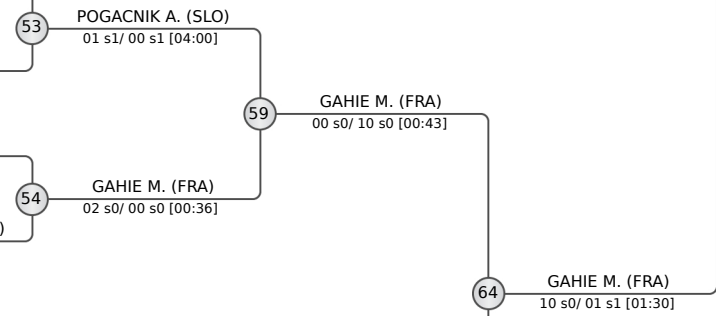 POGACNIK A. (SLO)
53
01 s1/ 00 s1 [04:00]
GAHIE M. (FRA)
59
00 s0/ 10 s0 [00:43]
GAHIE M. (FRA)
54
02 s0/ 00 s0 [00:36]
)
GAHIE M. (FRA)
64
10 s0/ 01 s1 [01:30]